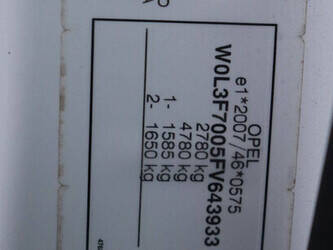 OPEL
e1*2007/46*0575
W0L3F7005FV643933
2780 kg
4780 kg
1- 1585 kg
2- 1650 kg